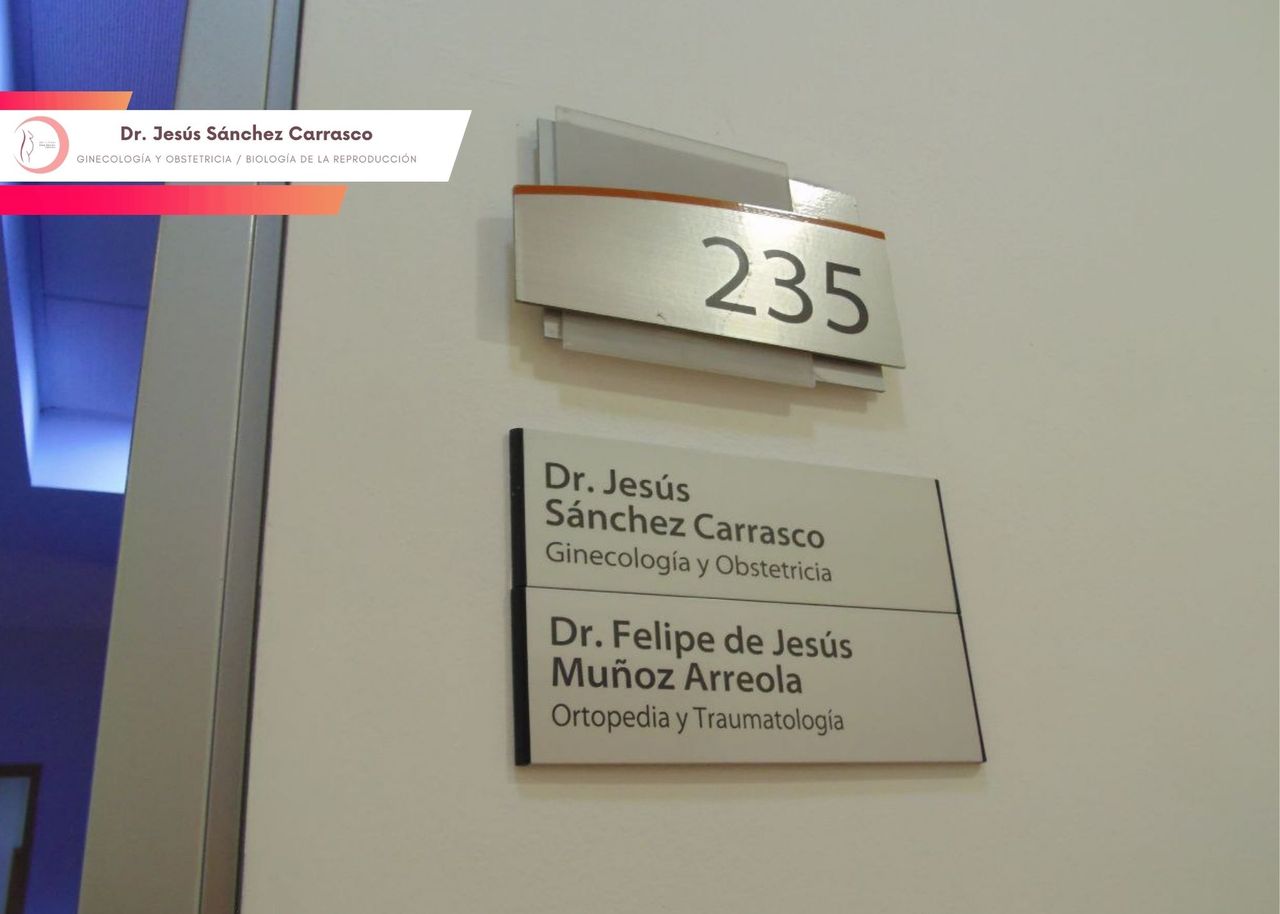 Dr. Jesús Sánchez Carrasco
GINECOLOGÍA Y OBSTETRICIA / BIOLOGÍA DE LA REPRODUCCIÓN
235
Dr. Jesús
Sánchez Carrasco
Ginecología y Obstetricia
Dr. Felipe de Jesús
Muñoz Arreola
Ortopedia y Traumatología